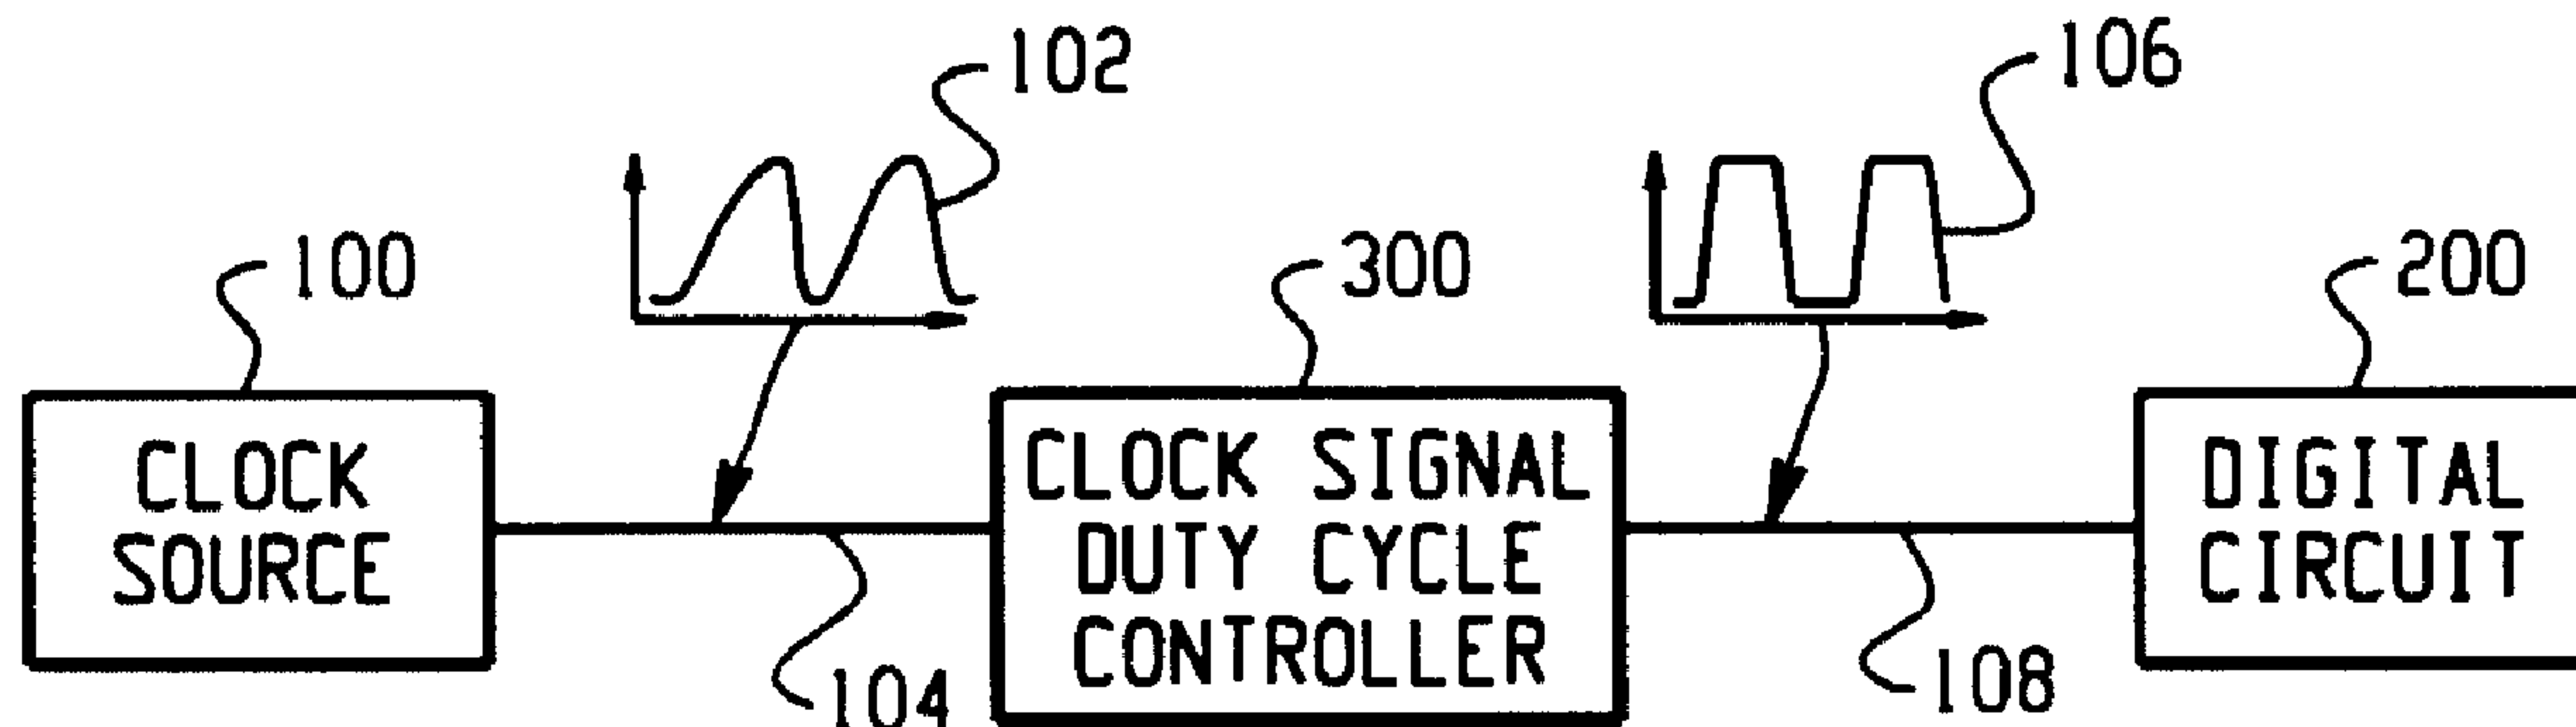 102
106
100
300
200
CLOCK
SOURCE
CLOCK SIGNAL
DUTY CYCLE
CONTROLLER
DIGITAL
CIRCUIT
104
108